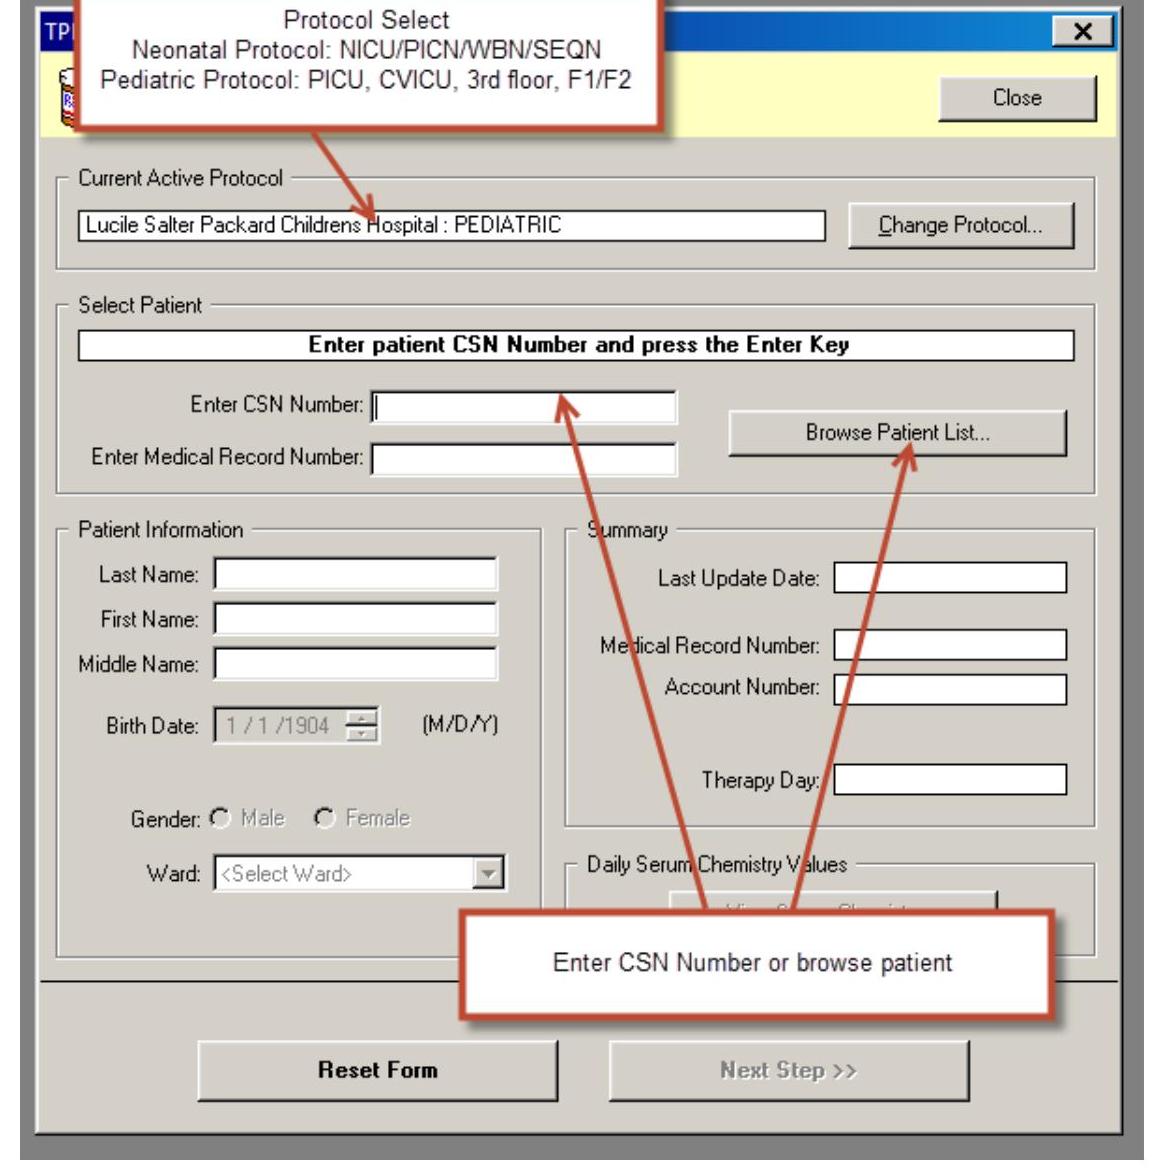 Protocol Select
Neonatal Protocol: NICU/PICN/WBN/SEQN
Pediatric Protocol: PICU, CVICU, 3rd floor, F1/F2
Close
Current Active Protocol
Lucile Salter Packard Childrens Hospital : PEDIATRIC
Change Protocol...
Select Patient
Enter patient CSN Number and press the Enter Key
Enter CSN Number:
Browse Patient List...
Enter Medical Record Number:
Patient Information
Last Name:
First Name:
Middle Name:
Birth Date: 1 / 1 /1904 (M/D/Y)
Gender: Male Female
Ward: <Select Ward>
Summary
Last Update Date:
Medical Record Number:
Account Number:
Therapy Day:
Daily Serum Chemistry Values
Enter CSN Number or browse patient
Reset Form
Next Step >>